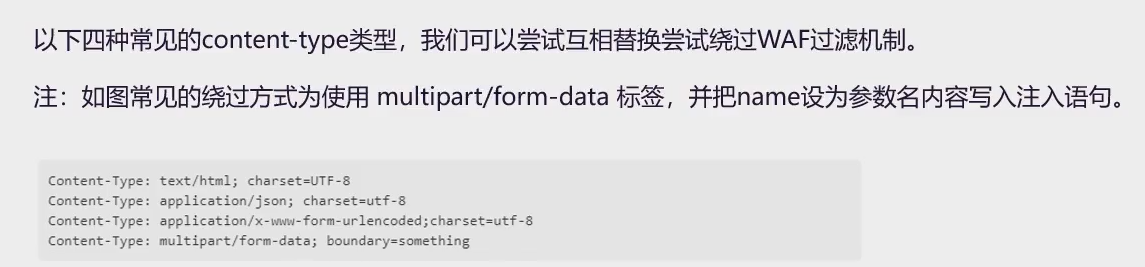 以下四种常见的content-type类型，我们可以尝试互相替换尝试绕过WAF过滤机制。
注：如图常见的绕过方式为使用 multipart/form-data 标签，并把name设为参数名内容写入注入语句。
Content-Type: text/html; charset=UTF-8
Content-Type: application/json; charset=utf-8
Content-Type: application/x-www-form-urlencoded;charset=utf-8
Content-Type: multipart/form-data; boundary=something